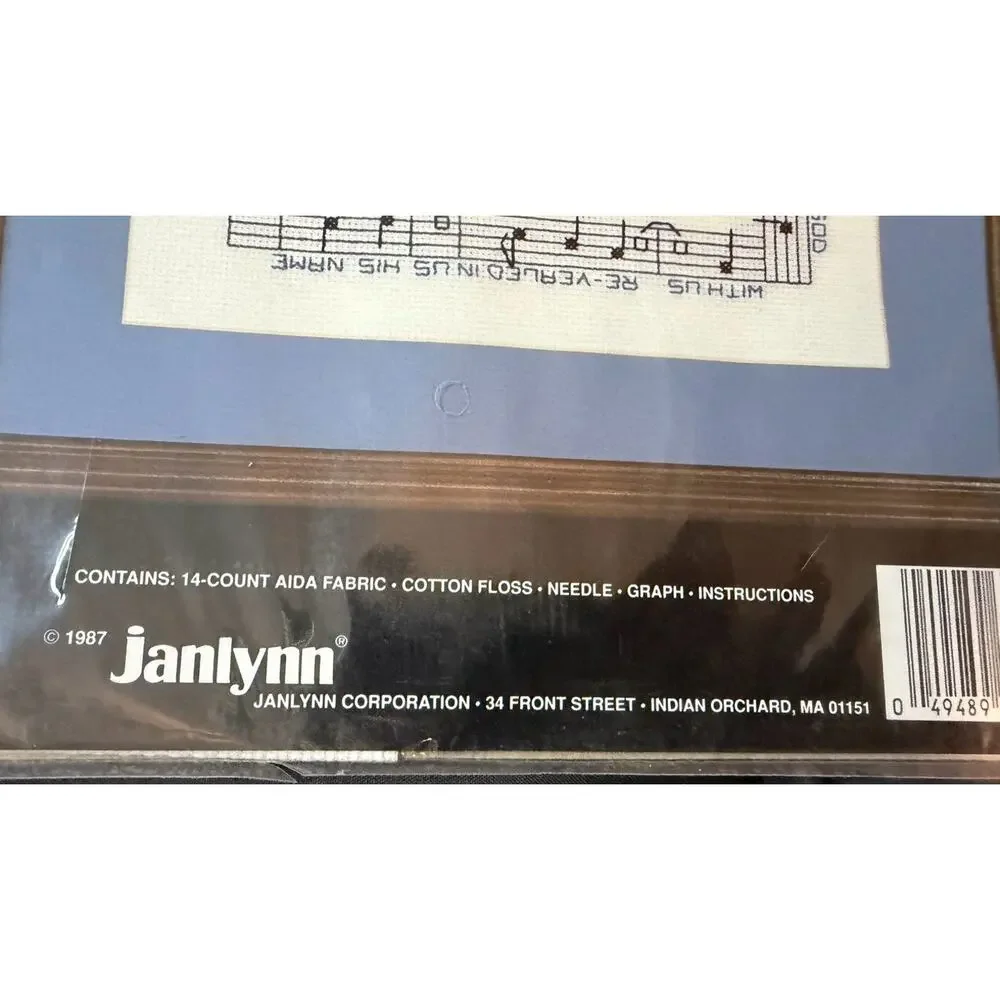 WITH US RE-VEALED IN US HIS NAME
CONTAINS: 14-COUNT AIDA FABRIC • COTTON FLOSS • NEEDLE • GRAPH • INSTRUCTIONS
© 1987 janlynn®
JANLYNN CORPORATION • 34 FRONT STREET • INDIAN ORCHARD, MA 01151
0 49489